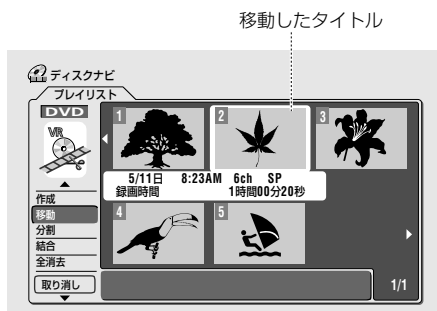 移動したタイトル
ディスクナビ
プレイリスト
DVD
VR
1
2
3
5/11日 8:23AM 6ch SP
録画時間 1時間00分20秒
4
5
作成
移動
分割
結合
全消去
取り消し
1/1